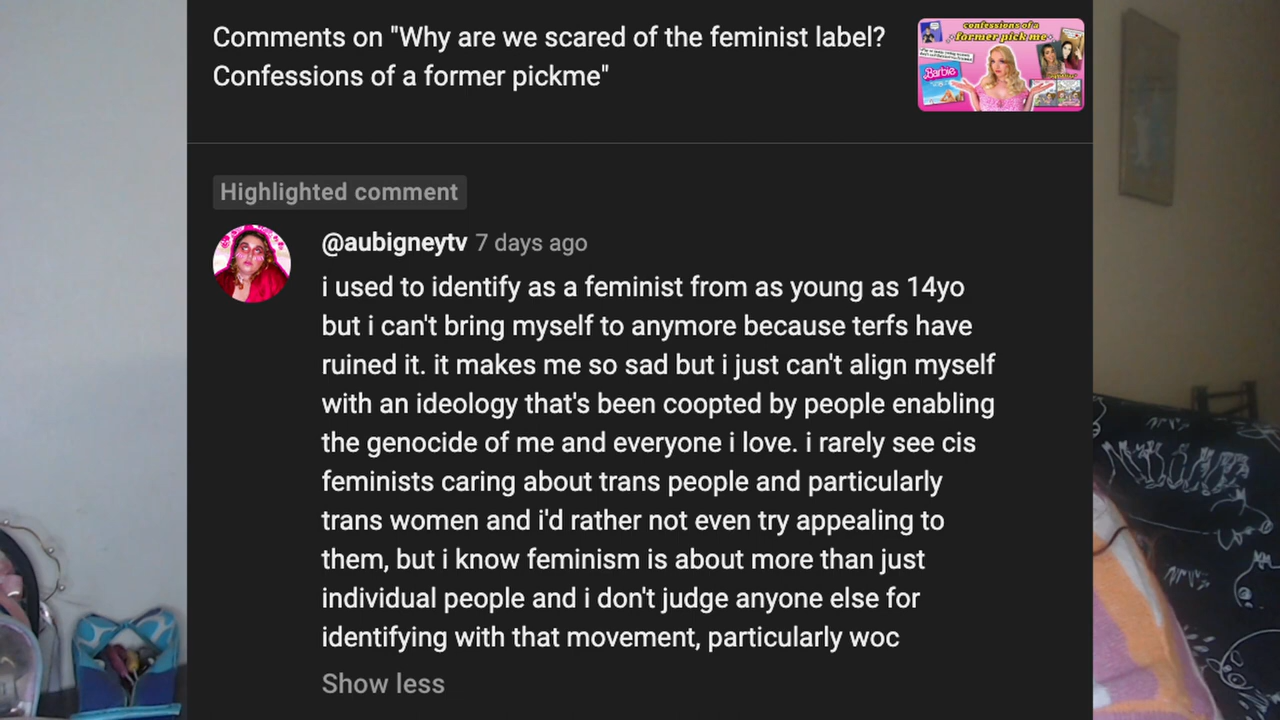 Comments on "Why are we scared of the feminist label?
Confessions of a former pickme"
confessions of a
former pick me
Barbie
Highlighted comment
@aubigneytv 7 days ago
i used to identify as a feminist from as young as 14yo
but i can't bring myself to anymore because terfs have
ruined it. it makes me so sad but i just can't align myself
with an ideology that's been coopted by people enabling
the genocide of me and everyone i love. i rarely see cis
feminists caring about trans people and particularly
trans women and i'd rather not even try appealing to
them, but i know feminism is about more than just
individual people and i don't judge anyone else for
identifying with that movement, particularly woc
Show less